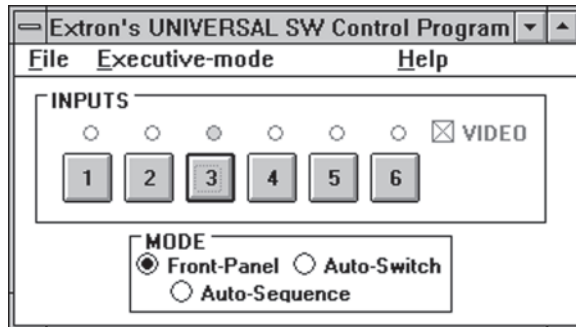 Extron's UNIVERSAL SW Control Program
File Executive-mode Help
INPUTS
VIDEO
1 2 3 4 5 6
MODE
Front-Panel Auto-Switch
Auto-Sequence